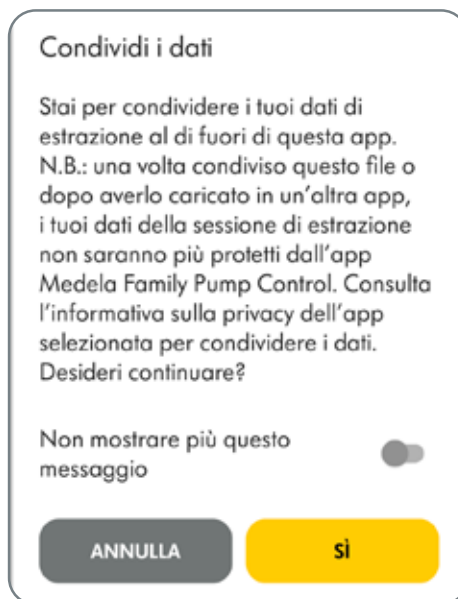 Condividi i dati
Stai per condividere i tuoi dati di
estrazione al di fuori di questa app.
N.B.: una volta condiviso questo file o
dopo averlo caricato in un'altra app,
i tuoi dati della sessione di estrazione
non saranno più protetti dall'app
Medela Family Pump Control. Consulta
l'informativa sulla privacy dell'app
selezionata per condividere i dati.
Desideri continuare?
Non mostrare più questo
messaggio
ANNULLA
SÌ